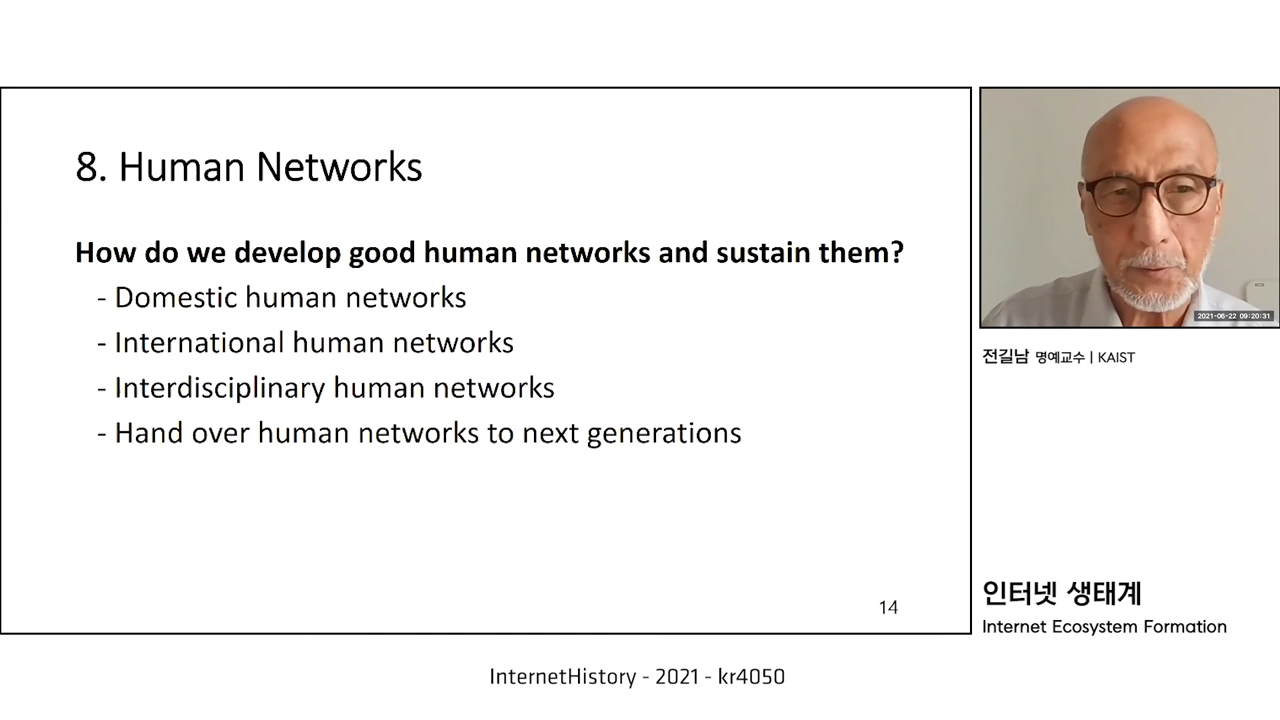 8. Human Networks
How do we develop good human networks and sustain them?
- Domestic human networks
- International human networks
- Interdisciplinary human networks
- Hand over human networks to next generations
14
2021-06-22 09:20:31
전길남 명예교수 | KAIST
인터넷 생태계
Internet Ecosystem Formation
InternetHistory - 2021 - kr4050